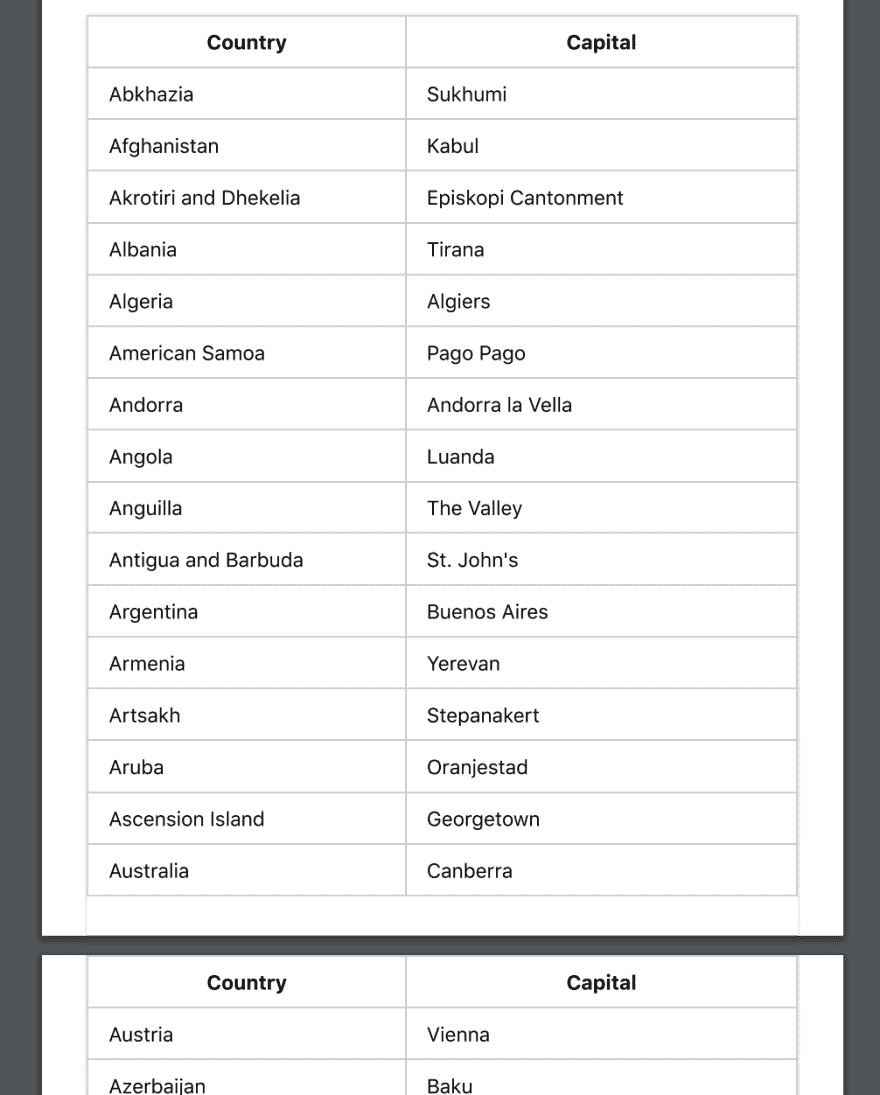 Country Capital
Abkhazia Sukhumi
Afghanistan Kabul
Akrotiri and Dhekelia Episkopi Cantonment
Albania Tirana
Algeria Algiers
American Samoa Pago Pago
Andorra Andorra la Vella
Angola Luanda
Anguilla The Valley
Antigua and Barbuda St. John's
Argentina Buenos Aires
Armenia Yerevan
Artsakh Stepanakert
Aruba Oranjestad
Ascension Island Georgetown
Australia Canberra
Country Capital
Austria Vienna
Azerbaijan Baku